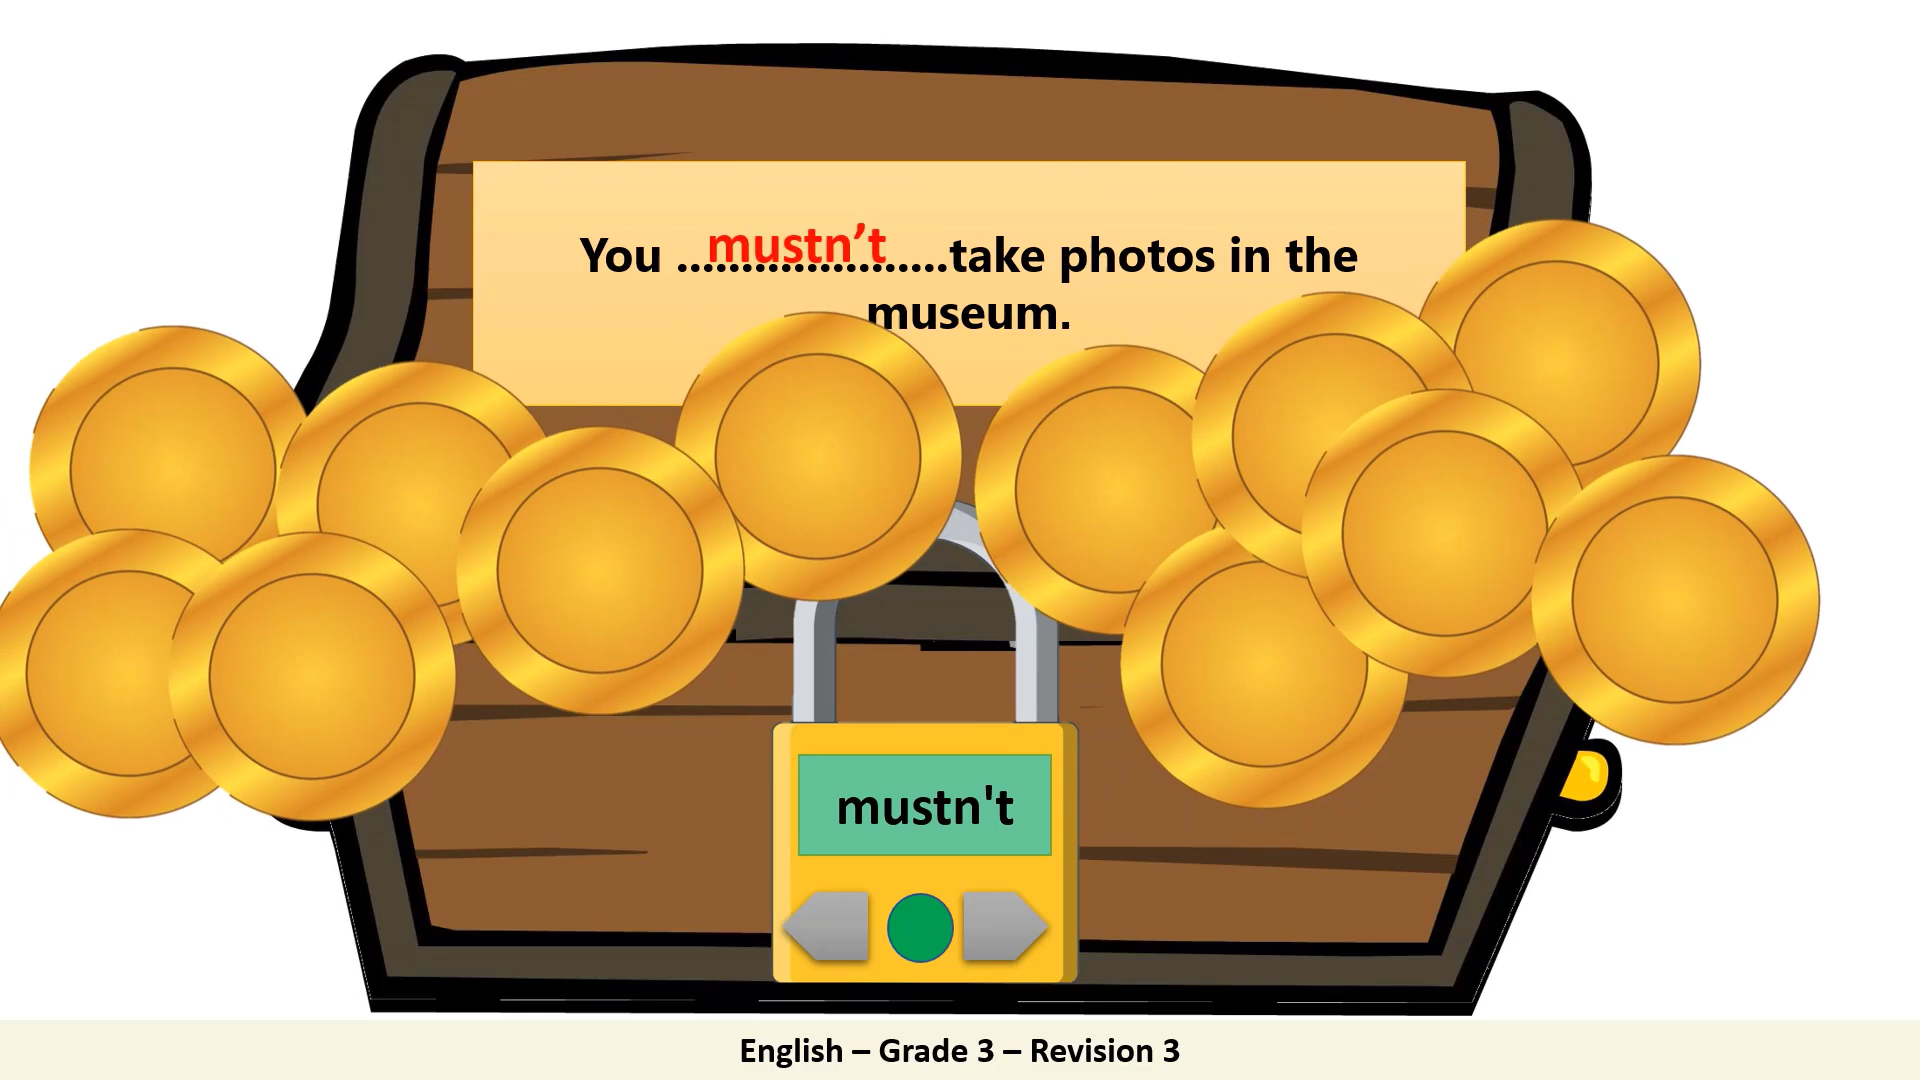 You .....................take photos in the
mustn’t
museum.
mustn't
English – Grade 3 – Revision 3